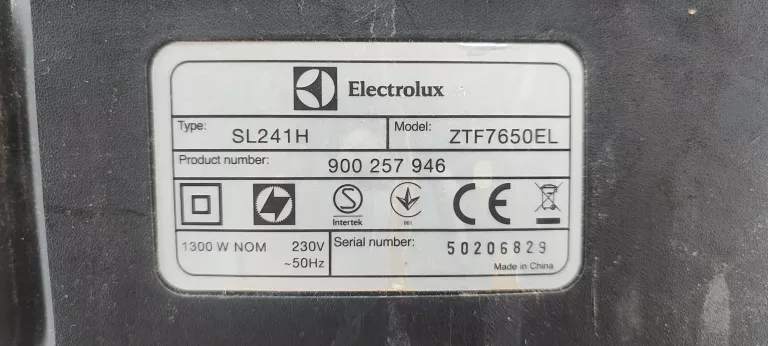 Electrolux
Type: SL241H Model: ZTF7650EL
Product number: 900 257 946
S
Intertek
CE
1300 W NOM 230V ~50Hz
Serial number: 50206829
Made in China